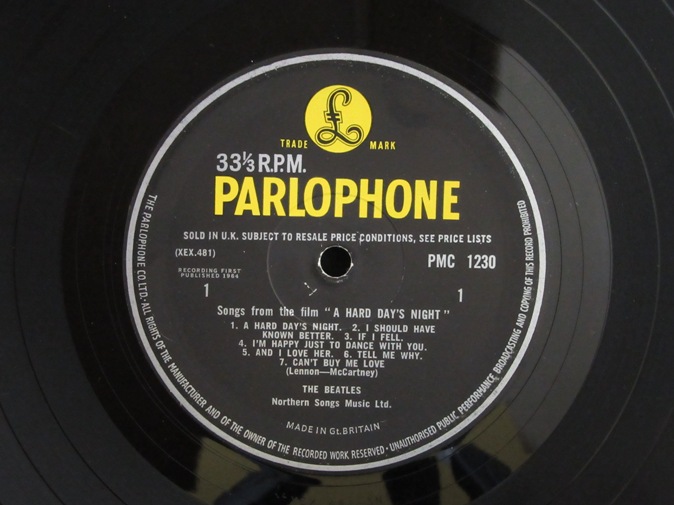 £
TRADE MARK
33⅓ R.P.M.
PARLOPHONE
SOLD IN U.K. SUBJECT TO RESALE PRICE CONDITIONS, SEE PRICE LISTS
(XEX.481)
PMC 1230
RECORDING FIRST
PUBLISHED 1964
1
1
Songs from the film "A HARD DAY'S NIGHT"
1. A HARD DAY'S NIGHT. 2. I SHOULD HAVE
KNOWN BETTER. 3. IF I FELL.
4. I'M HAPPY JUST TO DANCE WITH YOU.
5. AND I LOVE HER. 6. TELL ME WHY.
7. CAN'T BUY ME LOVE
(Lennon—McCartney)
THE BEATLES
Northern Songs Music Ltd.
MADE IN GT. BRITAIN
THE PARLOPHONE CO. LTD. · ALL RIGHTS OF THE MANUFACTURER AND OF THE OWNER OF THE RECORDED WORK RESERVED · UNAUTHORISED PUBLIC PERFORMANCE BROADCASTING AND COPYING OF THIS RECORD PROHIBITED